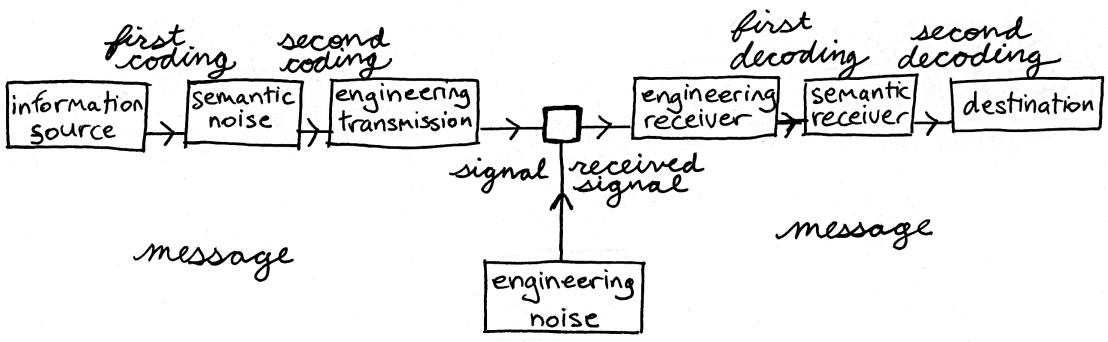 first
coding
second
coding
first
decoding
second
decoding
information
source
semantic
noise
engineering
transmission
engineering
receiver
semantic
receiver
destination
signal
received
signal
message
message
engineering
noise